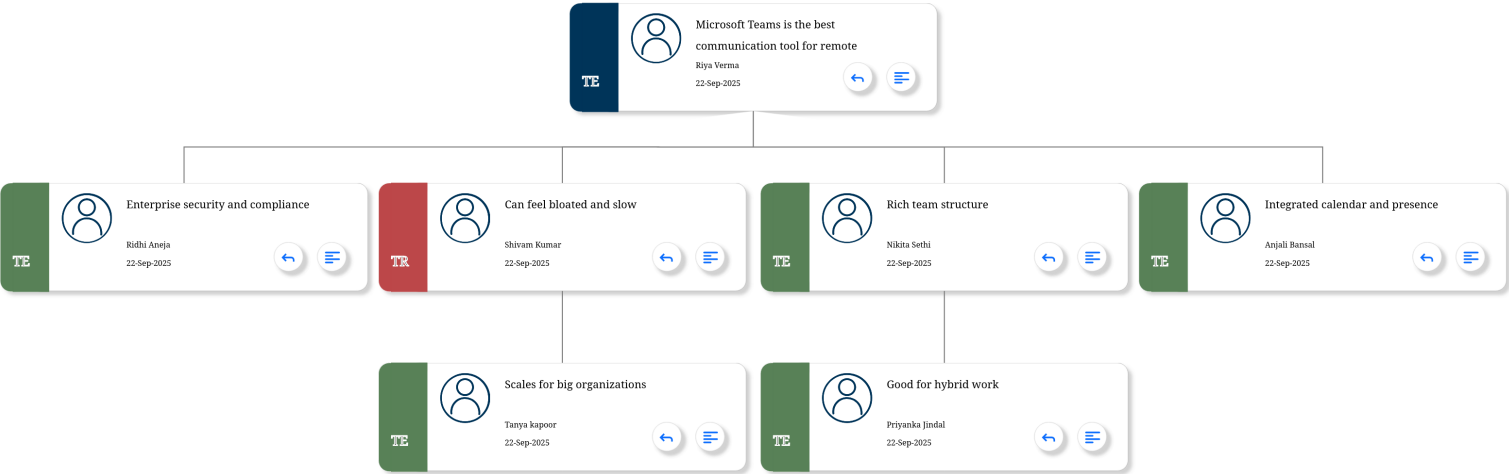 Microsoft Teams is the best
communication tool for remote
Riya Verma
22-Sep-2025
TE
Enterprise security and compliance
Ridhi Aneja
22-Sep-2025
TE
Can feel bloated and slow
Shivam Kumar
22-Sep-2025
TR
Rich team structure
Nikita Sethi
22-Sep-2025
TE
Integrated calendar and presence
Anjali Bansal
22-Sep-2025
TE
Scales for big organizations
Tanya kapoor
22-Sep-2025
TE
Good for hybrid work
Priyanka Jindal
22-Sep-2025
TE